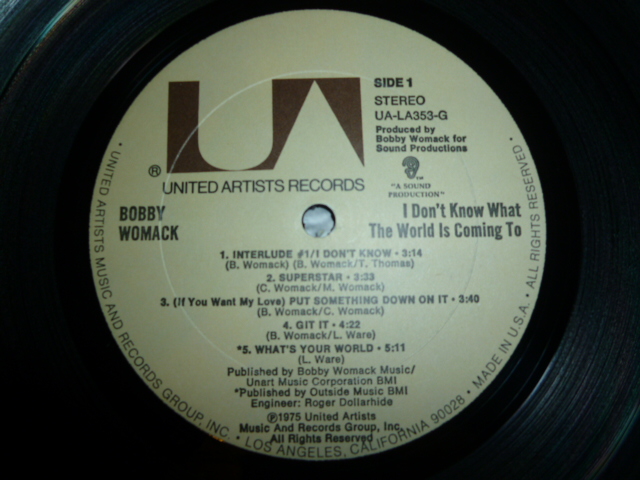 UA
SIDE 1
STEREO
UA-LA353-G
Produced by
Bobby Womack for
Sound Productions
®
UNITED ARTISTS RECORDS
"A SOUND
PRODUCTION"
BOBBY
WOMACK
I Don't Know What
The World Is Coming To
1. INTERLUDE #1/I DON'T KNOW • 3:14
(B. Womack) (B. Womack/T. Thomas)
2. SUPERSTAR • 3:33
(C. Womack/M. Womack)
3. (If You Want My Love) PUT SOMETHING DOWN ON IT • 3:40
(B. Womack/C. Womack)
4. GIT IT • 4:22
(B. Womack/L. Ware)
*5. WHAT'S YOUR WORLD • 5:11
(L. Ware)
Published by Bobby Womack Music/
Unart Music Corporation BMI
*Published by Outside Music BMI
Engineer: Roger Dollarhide
℗1975 United Artists
Music And Records Group, Inc.
All Rights Reserved
• UNITED ARTISTS MUSIC AND RECORDS GROUP, INC. • LOS ANGELES, CALIFORNIA 90028 • MADE IN U.S.A. • ALL RIGHTS RESERVED.